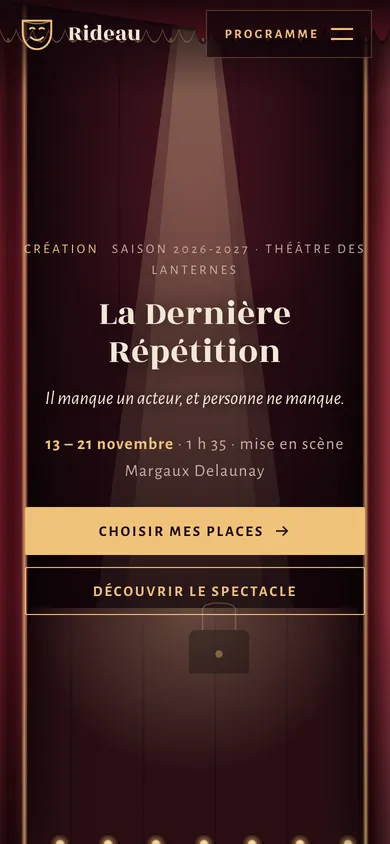 Rideau
PROGRAMME
CRÉATION SAISON 2026-2027 · THÉÂTRE DES
LANTERNES
La Dernière
Répétition
Il manque un acteur, et personne ne manque.
13 – 21 novembre · 1 h 35 · mise en scène
Margaux Delaunay
CHOISIR MES PLACES →
DÉCOUVRIR LE SPECTACLE